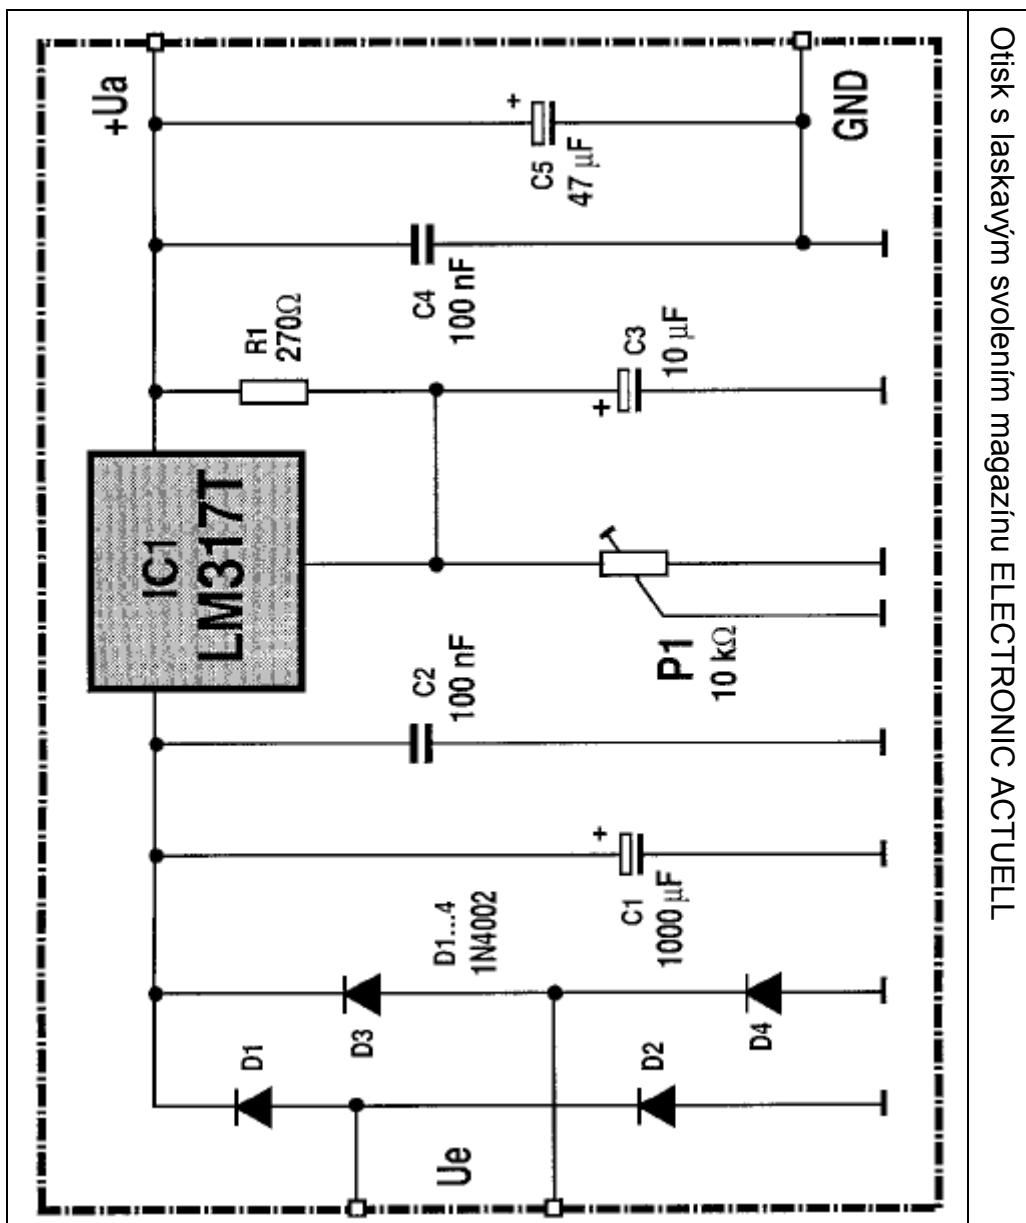 Otisk s laskavým svolením magazínu ELECTRONIC ACTUELL
+Ua
+
C5
47 µF
GND
C4
100 nF
R1
270Ω
+
C3
10 µF
IC1
LM317T
P1
10 kΩ
C2
100 nF
+
C1
1000 µF
D1...4
1N4002
D3
D4
D1
D2
Ue